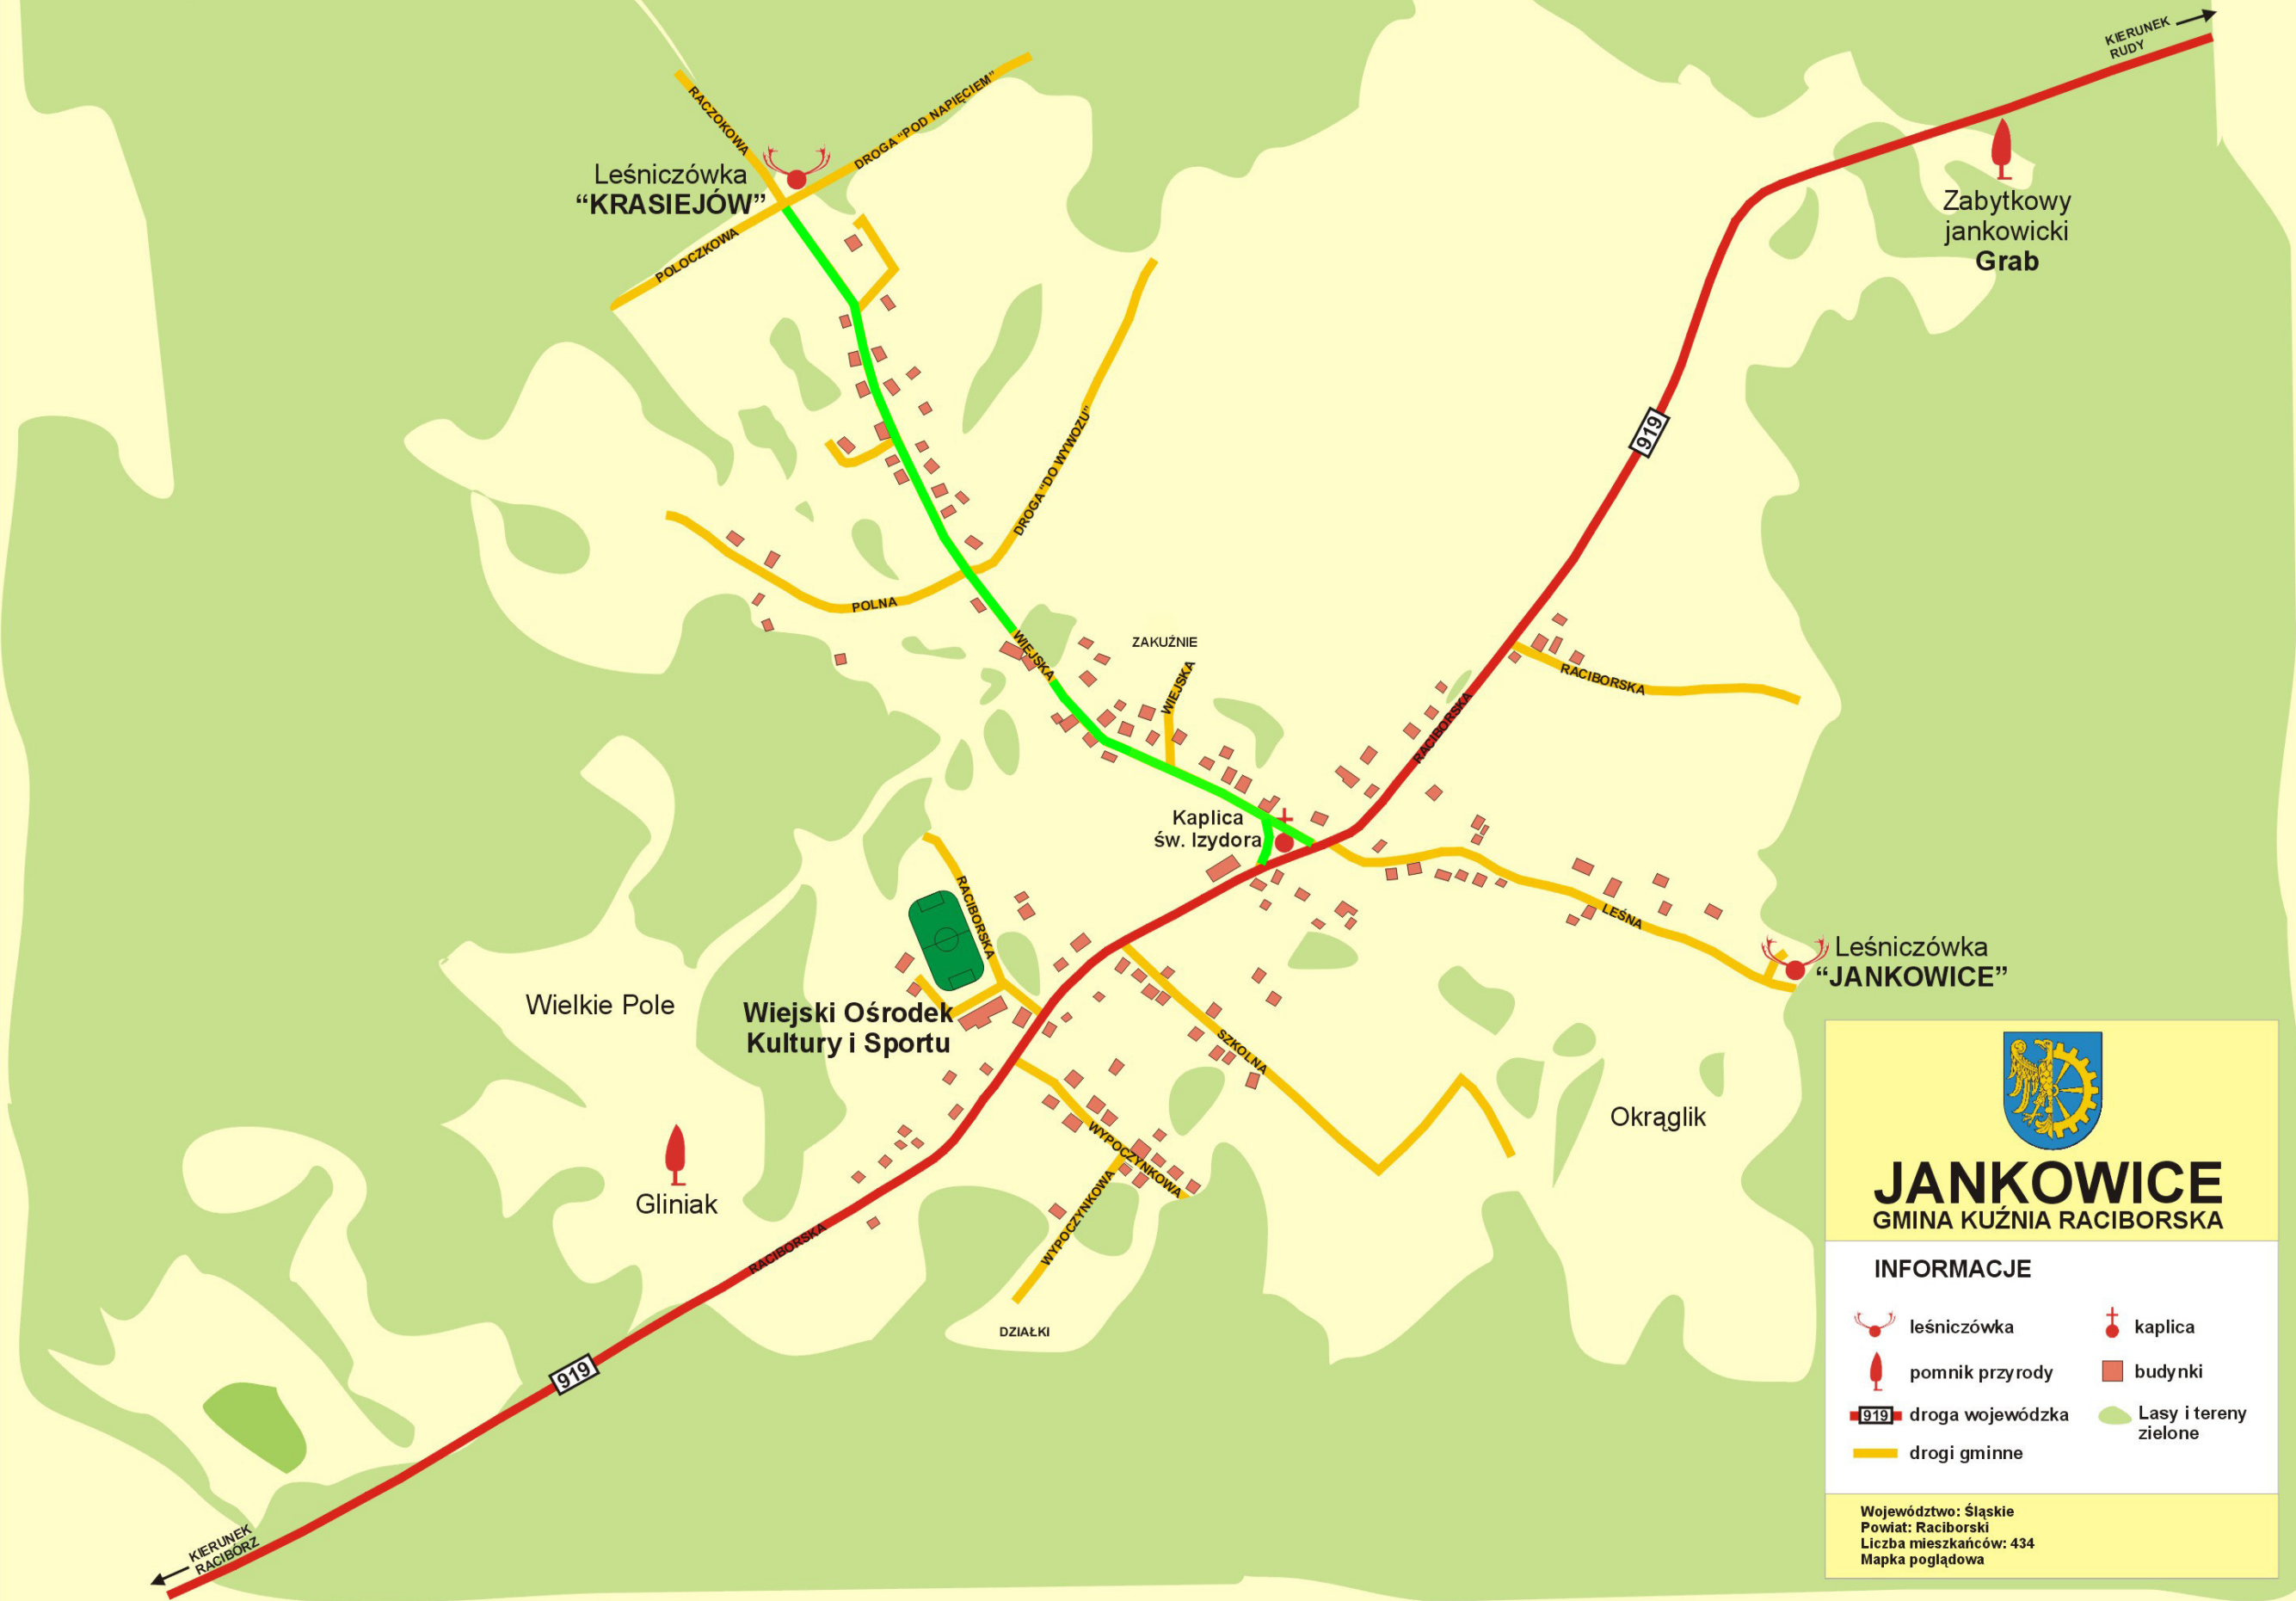 KIERUNEK
RUDY
RACZOKOWA
DROGA “POD NAPIĘCIEM”
Leśniczówka
“KRASIEJÓW”
POLOCZKOWA
Zabytkowy
jankowicki
Grab
919
DROGA “DO WYWOZU”
POLNA
WIEJSKA
ZAKUŹNIE
WIEJSKA
RACIBORSKA
RACIBORSKA
Kaplica
św. Izydora
RACIBORSKA
LEŚNA
Leśniczówka
“JANKOWICE”
Wielkie Pole
Wiejski Ośrodek
Kultury i Sportu
SZKOLNA
Okrąglik
WYPOCZYNKOWA
WYPOCZYNKOWA
Gliniak
RACIBORSKA
DZIAŁKI
919
KIERUNEK
RACIBÓRZ
JANKOWICE
GMINA KUŹNIA RACIBORSKA
INFORMACJE
leśniczówka
kaplica
pomnik przyrody
budynki
919 droga wojewódzka
Lasy i tereny
zielone
drogi gminne
Województwo: Śląskie
Powiat: Raciborski
Liczba mieszkańców: 434
Mapka poglądowa